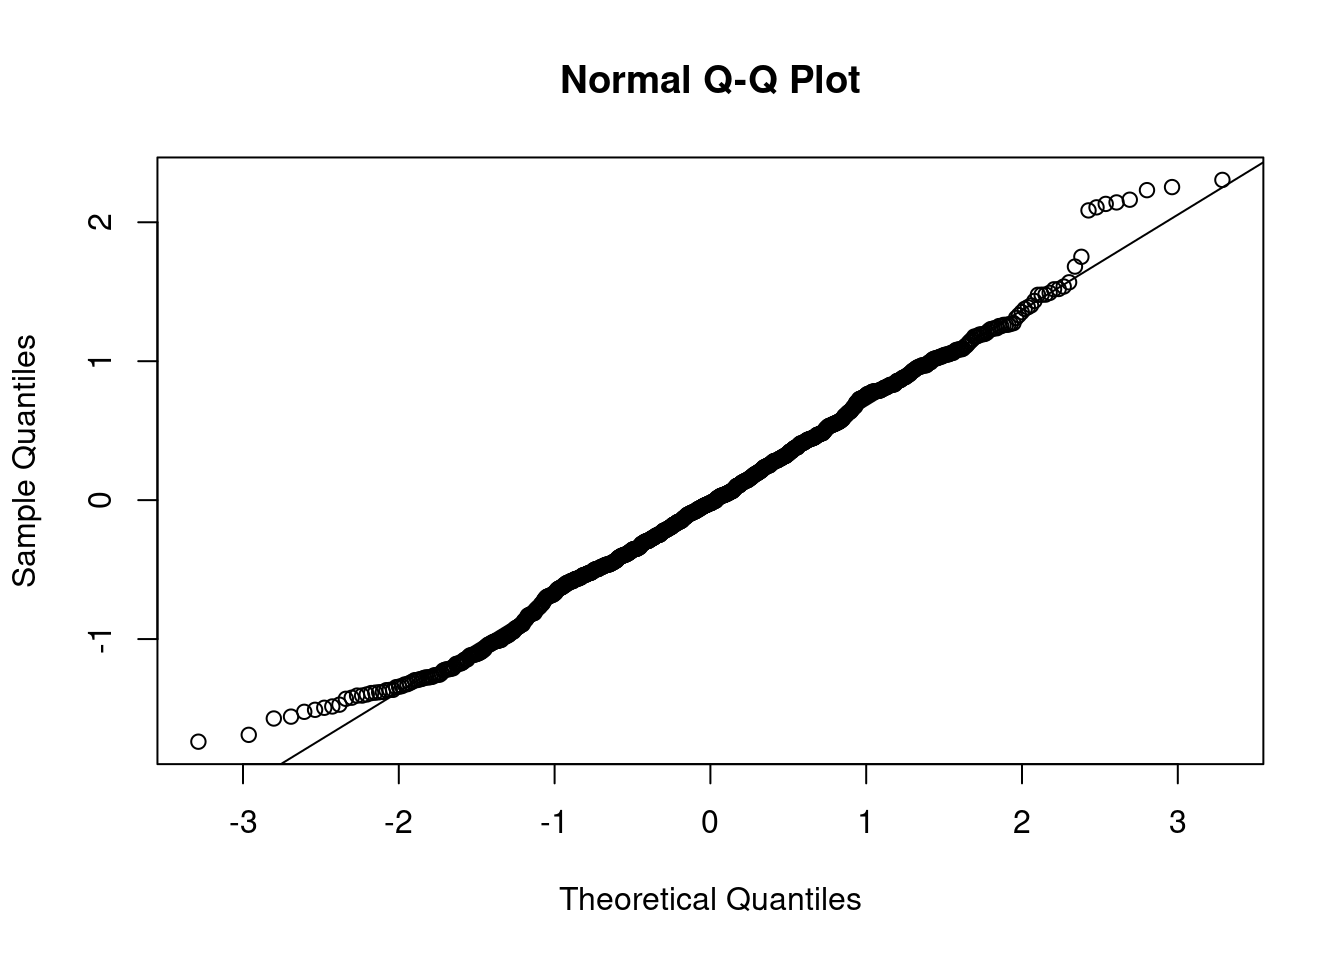 Normal Q-Q Plot
Sample Quantiles
2
1
0
-1
-3 -2 -1 0 1 2 3
Theoretical Quantiles